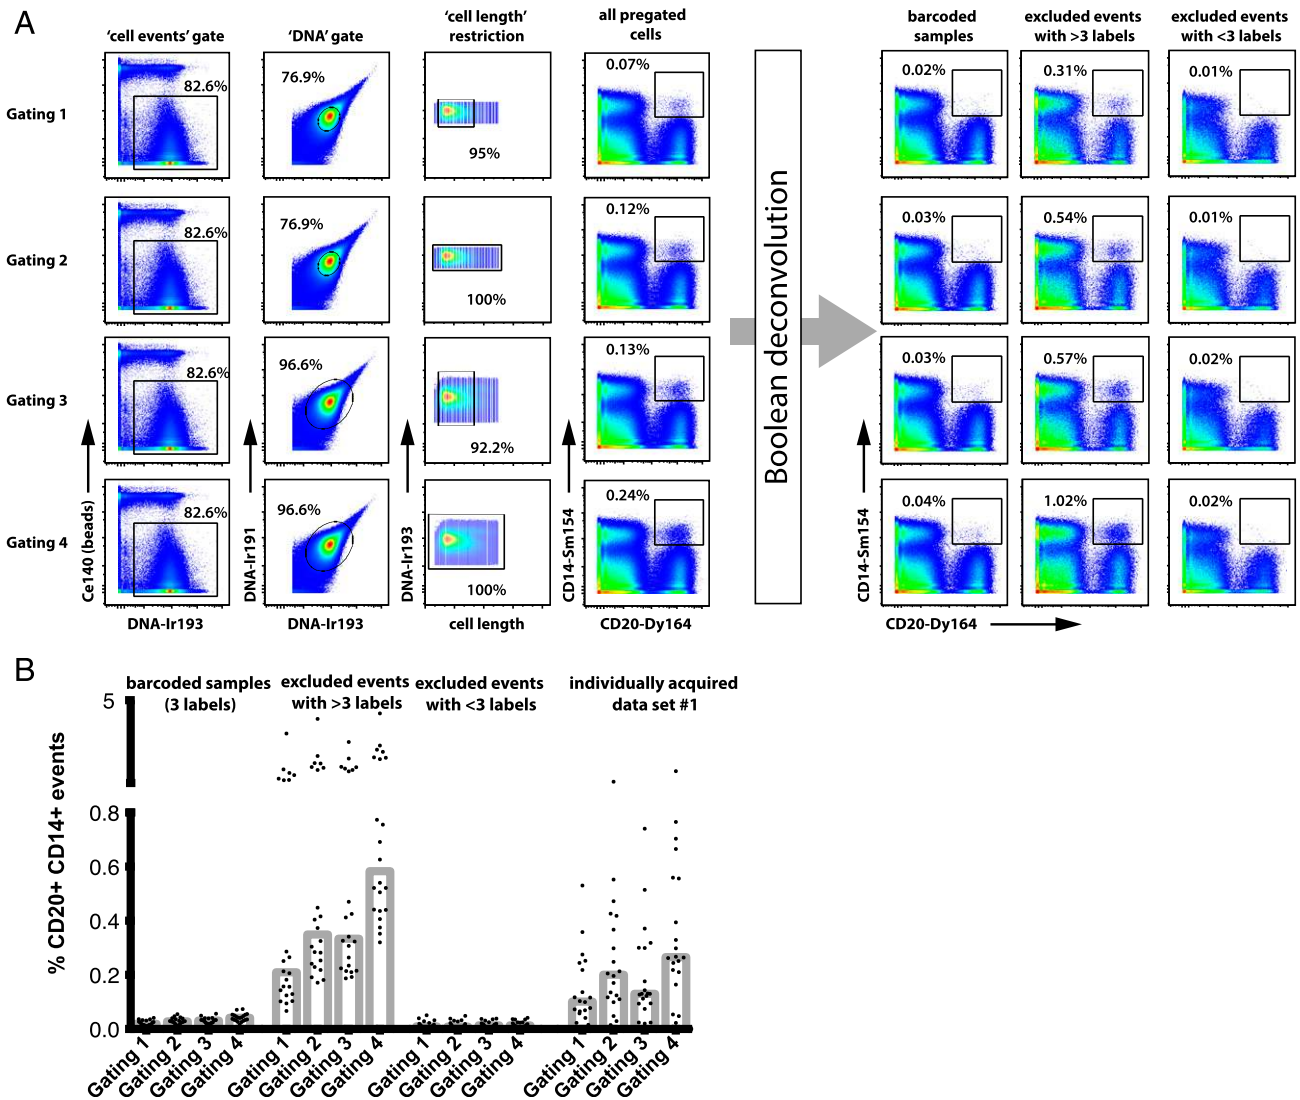 A
‘cell events’ gate
‘DNA’ gate
‘cell length’
restriction
all pregated
cells
barcoded
samples
excluded events
with >3 labels
excluded events
with <3 labels
Gating 1
82.6%
76.9%
95%
0.07%
0.02%
0.31%
0.01%
Gating 2
82.6%
76.9%
100%
0.12%
0.03%
0.54%
0.01%
Gating 3
82.6%
96.6%
92.2%
0.13%
0.03%
0.57%
0.02%
Gating 4
82.6%
96.6%
100%
0.24%
0.04%
1.02%
0.02%
Boolean deconvolution
Ce140 (beads)
DNA-Ir191
DNA-Ir193
CD14-Sm154
CD14-Sm154
DNA-Ir193
DNA-Ir193
cell length
CD20-Dy164
CD20-Dy164
B
barcoded samples
(3 labels)
excluded events
with >3 labels
excluded events
with <3 labels
individually acquired
data set #1
% CD20+ CD14+ events
5
0.8
0.6
0.4
0.2
0.0
Gating 1
Gating 2
Gating 3
Gating 4
Gating 1
Gating 2
Gating 3
Gating 4
Gating 1
Gating 2
Gating 3
Gating 4
Gating 1
Gating 2
Gating 3
Gating 4